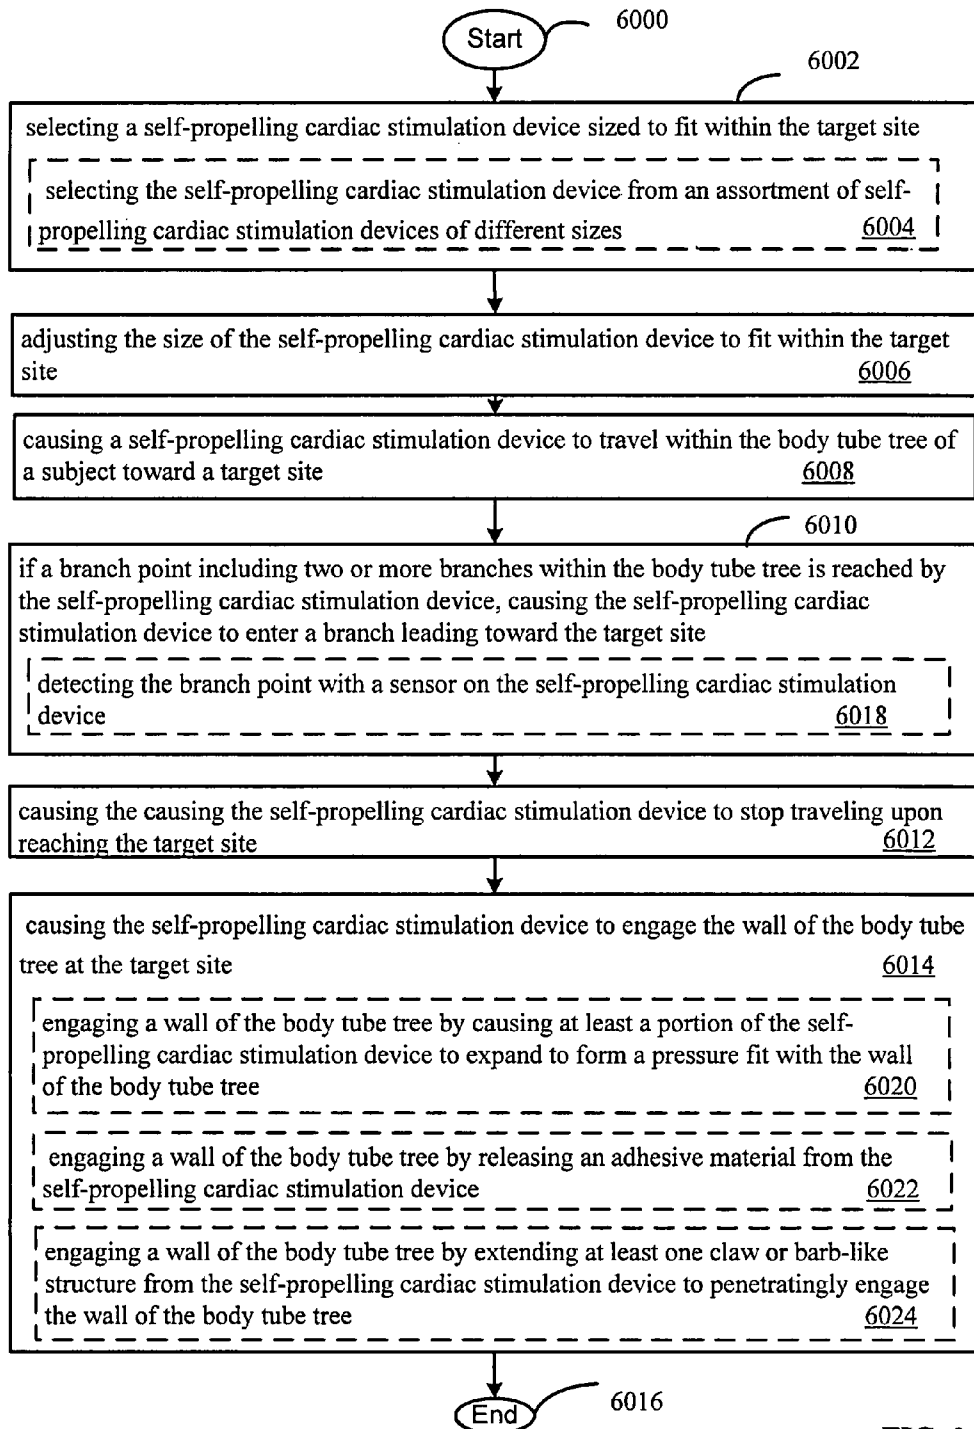 Start
6000
6002
selecting a self-propelling cardiac stimulation device sized to fit within the target site
selecting the self-propelling cardiac stimulation device from an assortment of self-
propelling cardiac stimulation devices of different sizes 6004
adjusting the size of the self-propelling cardiac stimulation device to fit within the target
site 6006
causing a self-propelling cardiac stimulation device to travel within the body tube tree of
a subject toward a target site 6008
6010
if a branch point including two or more branches within the body tube tree is reached by
the self-propelling cardiac stimulation device, causing the self-propelling cardiac
stimulation device to enter a branch leading toward the target site
detecting the branch point with a sensor on the self-propelling cardiac stimulation
device 6018
causing the causing the self-propelling cardiac stimulation device to stop traveling upon
reaching the target site 6012
causing the self-propelling cardiac stimulation device to engage the wall of the body tube
tree at the target site 6014
engaging a wall of the body tube tree by causing at least a portion of the self-
propelling cardiac stimulation device to expand to form a pressure fit with the wall
of the body tube tree 6020
engaging a wall of the body tube tree by releasing an adhesive material from the
self-propelling cardiac stimulation device 6022
engaging a wall of the body tube tree by extending at least one claw or barb-like
structure from the self-propelling cardiac stimulation device to penetratingly engage
the wall of the body tube tree 6024
End
6016